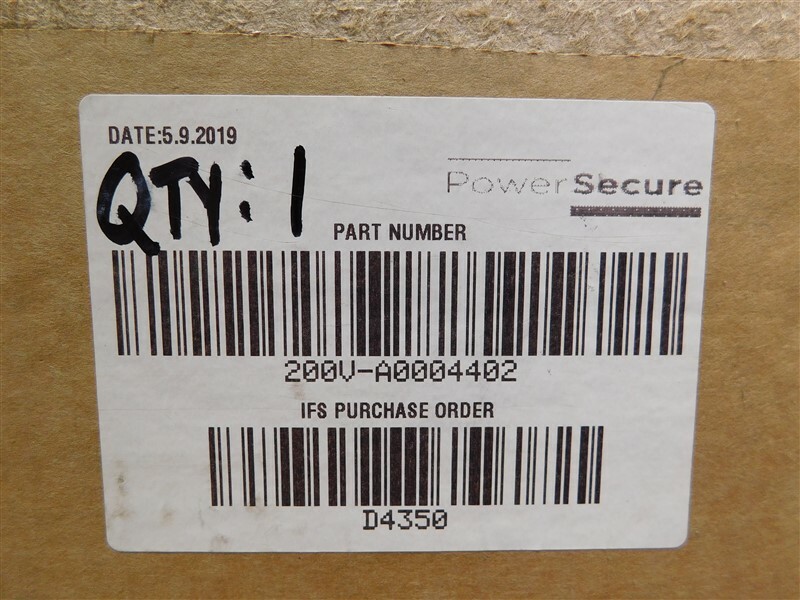 DATE:5.9.2019
QTY: 1
PowerSecure
PART NUMBER
200V-A0004402
IFS PURCHASE ORDER
D4350